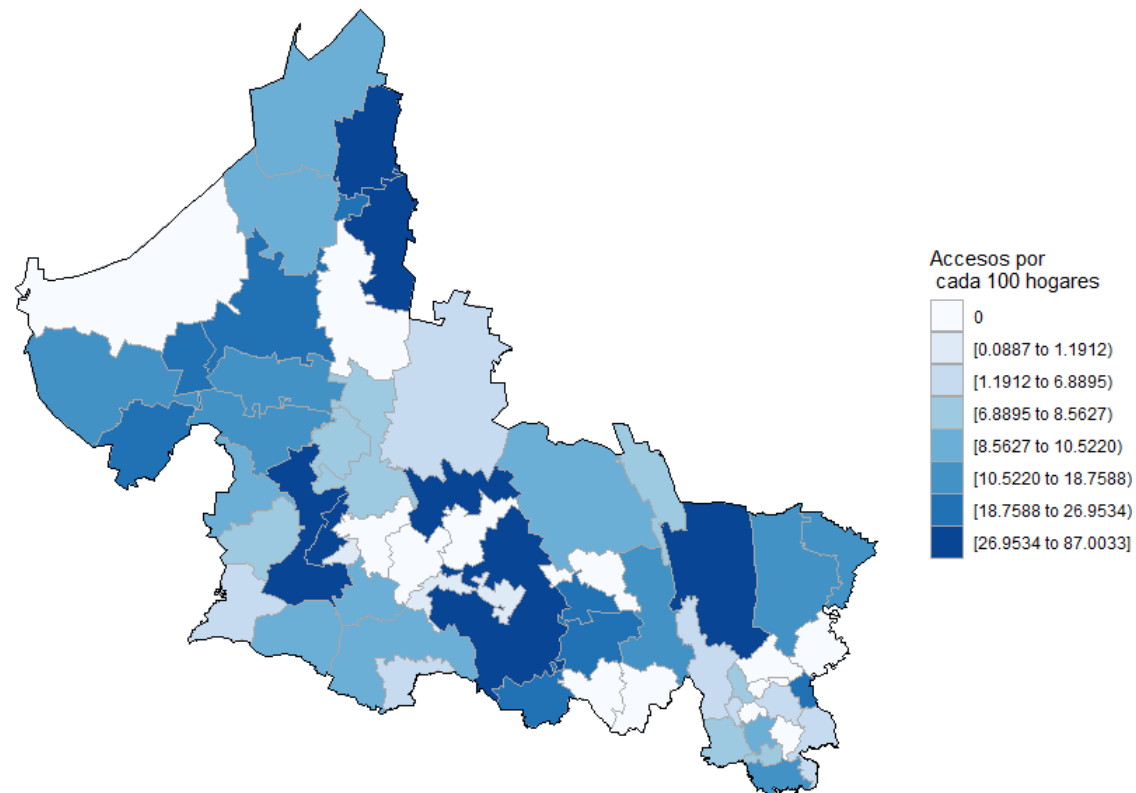 Accesos por
cada 100 hogares
0
[0.0887 to 1.1912)
[1.1912 to 6.8895)
[6.8895 to 8.5627)
[8.5627 to 10.5220)
[10.5220 to 18.7588)
[18.7588 to 26.9534)
[26.9534 to 87.0033]